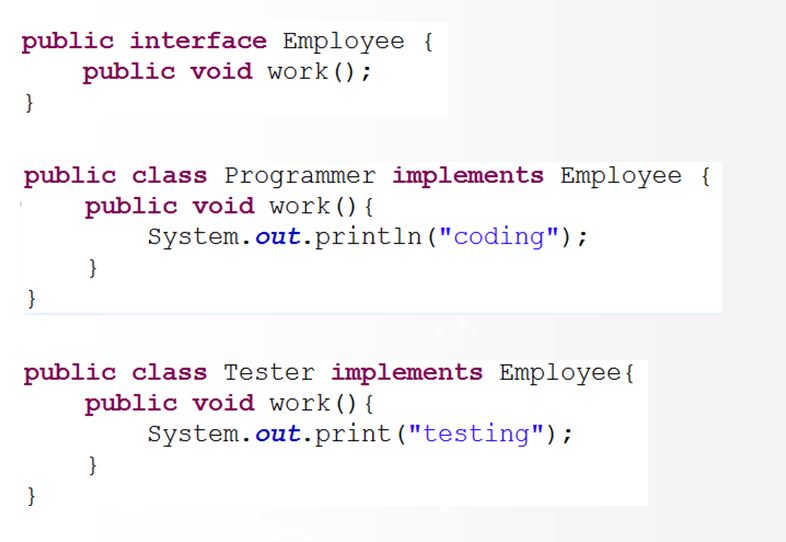 public interface Employee {
public void work();
}
public class Programmer implements Employee {
public void work(){
System.out.println("coding");
}
}
public class Tester implements Employee{
public void work(){
System.out.print("testing");
}
}